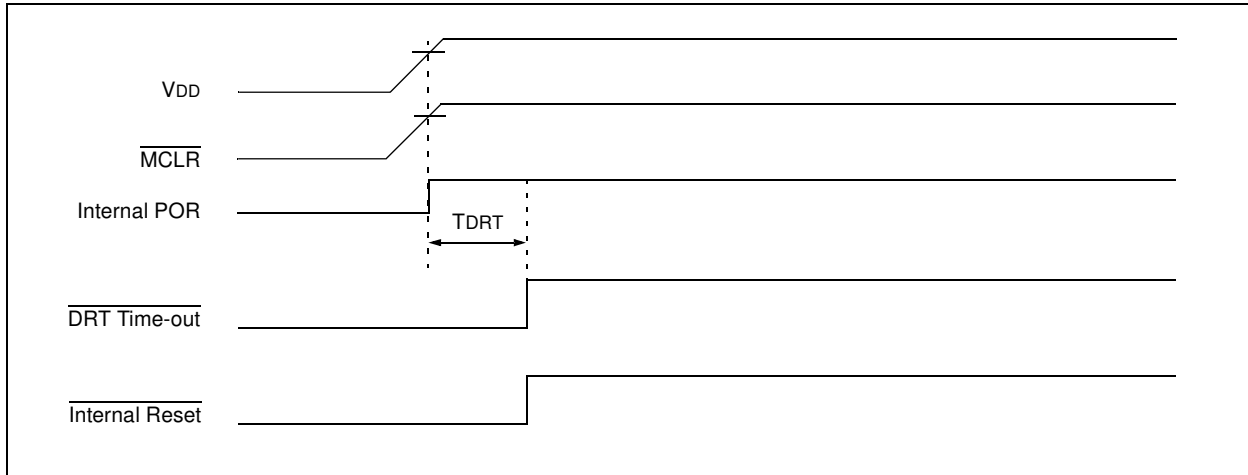 VDD
MCLR
Internal POR
TDRT
DRT Time-out
Internal Reset